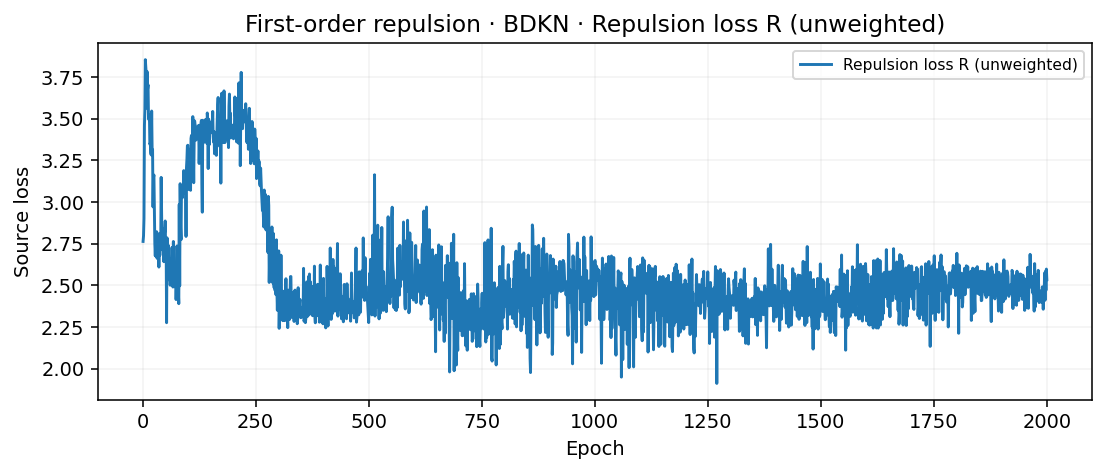 First-order repulsion · BDKN · Repulsion loss R (unweighted)
Repulsion loss R (unweighted)
Source loss
3.75
3.50
3.25
3.00
2.75
2.50
2.25
2.00
0 250 500 750 1000 1250 1500 1750 2000
Epoch